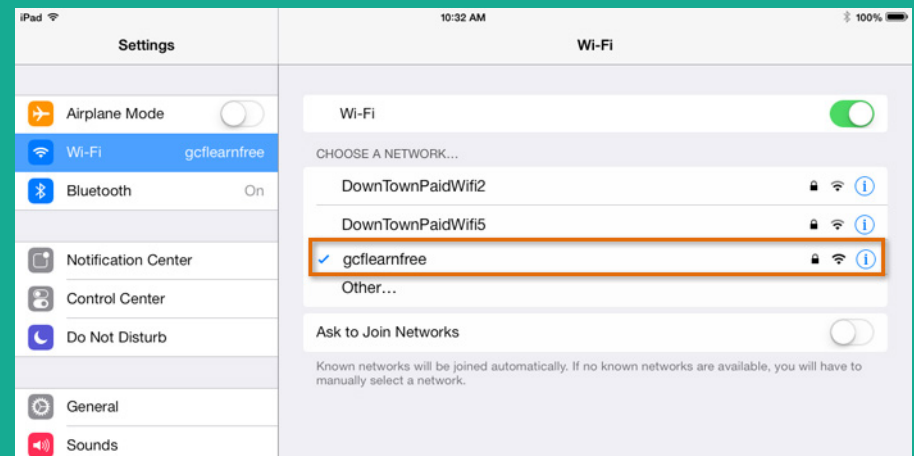 iPad 10:32 AM 100%
Settings
Wi-Fi
Airplane Mode
Wi-Fi gcflearnfree
Bluetooth On
Notification Center
Control Center
Do Not Disturb
General
Sounds
Wi-Fi
CHOOSE A NETWORK...
DownTownPaidWifi2
DownTownPaidWifi5
gcflearnfree
Other...
Ask to Join Networks
Known networks will be joined automatically. If no known networks are available, you will have to
manually select a network.